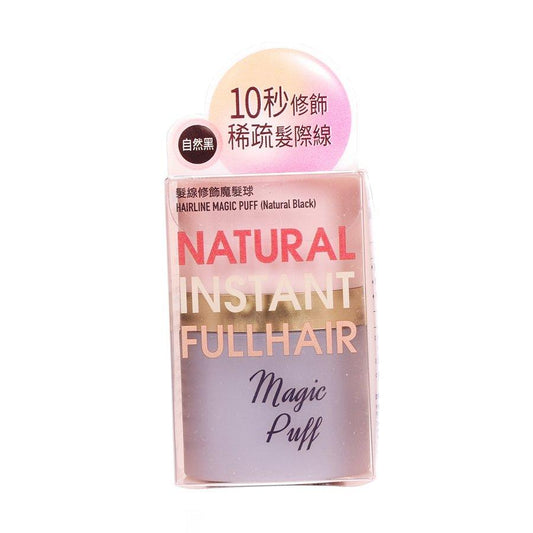 10秒修飾
稀疏髮際線
自然黑
髮線修飾魔髮球
HAIRLINE MAGIC PUFF (Natural Black)
NATURAL
INSTANT
FULLHAIR
Magic
Puff